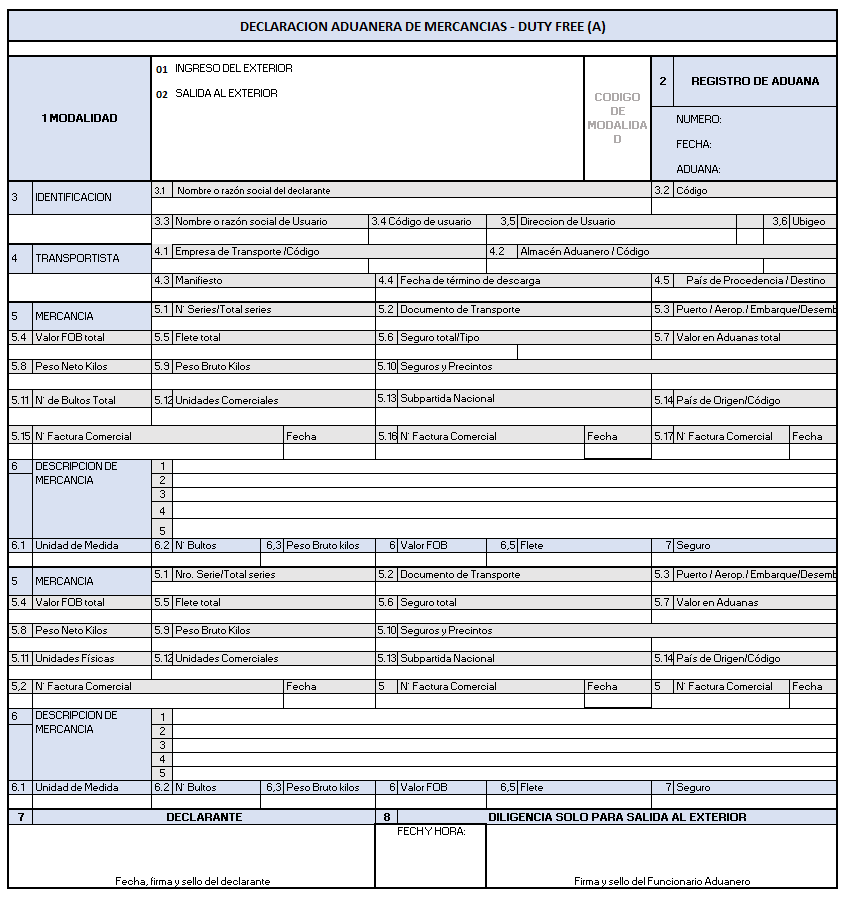 DECLARACION ADUANERA DE MERCANCIAS - DUTY FREE (A)
1 MODALIDAD
01 INGRESO DEL EXTERIOR
02 SALIDA AL EXTERIOR
CODIGO
DE
MODALIDA
D
2 REGISTRO DE ADUANA
NUMERO:
FECHA:
ADUANA:
3 IDENTIFICACION 3.1 Nombre o razón social del declarante 3.2 Código
3.3 Nombre o razón social de Usuario 3.4 Código de usuario 3,5 Direccion de Usuario 3,6 Ubigeo
4 TRANSPORTISTA 4.1 Empresa de Transporte /Código 4.2 Almacén Aduanero / Código
4.3 Manifiesto 4.4 Fecha de término de descarga 4.5 País de Procedencia / Destino
5 MERCANCIA 5.1 N° Series/Total series 5.2 Documento de Transporte 5.3 Puerto / Aerop. / Embarque/Desemb
5.4 Valor FOB total 5.5 Flete total 5.6 Seguro total/Tipo 5.7 Valor en Aduanas total
5.8 Peso Neto Kilos 5.9 Peso Bruto Kilos 5.10 Seguros y Precintos
5.11 N° de Bultos Total 5.12 Unidades Comerciales 5.13 Subpartida Nacional 5.14 País de Origen/Código
5.15 N° Factura Comercial Fecha 5.16 N° Factura Comercial Fecha 5.17 N° Factura Comercial Fecha
6 DESCRIPCION DE
MERCANCIA
1
2
3
4
5
6.1 Unidad de Medida 6.2 N° Bultos 6,3 Peso Bruto kilos 6 Valor FOB 6,5 Flete 7 Seguro
5 MERCANCIA 5.1 Nro. Serie/Total series 5.2 Documento de Transporte 5.3 Puerto / Aerop. / Embarque/Desemb
5.4 Valor FOB total 5.5 Flete total 5.6 Seguro total 5.7 Valor en Aduanas
5.8 Peso Neto Kilos 5.9 Peso Bruto Kilos 5.10 Seguros y Precintos
5.11 Unidades Físicas 5.12 Unidades Comerciales 5.13 Subpartida Nacional 5.14 País de Origen/Código
5,2 N° Factura Comercial Fecha 5 N° Factura Comercial Fecha 5 N° Factura Comercial Fecha
6 DESCRIPCION DE
MERCANCIA
1
2
3
4
5
6.1 Unidad de Medida 6.2 N° Bultos 6,3 Peso Bruto kilos 6 Valor FOB 6,5 Flete 7 Seguro
7 DECLARANTE 8 DILIGENCIA SOLO PARA SALIDA AL EXTERIOR
FECH Y HORA:
Fecha, firma y sello del declarante
Firma y sello del Funcionario Aduanero